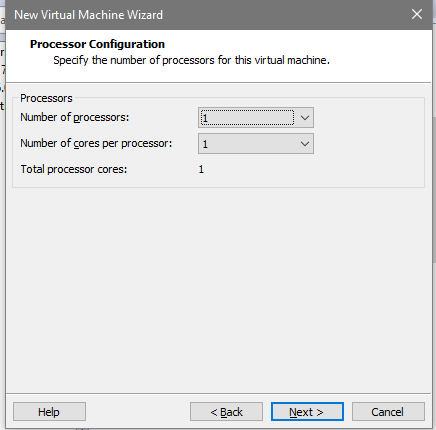 New Virtual Machine Wizard
Processor Configuration
Specify the number of processors for this virtual machine.
Processors
Number of processors: 1
Number of cores per processor: 1
Total processor cores: 1
Help < Back Next > Cancel